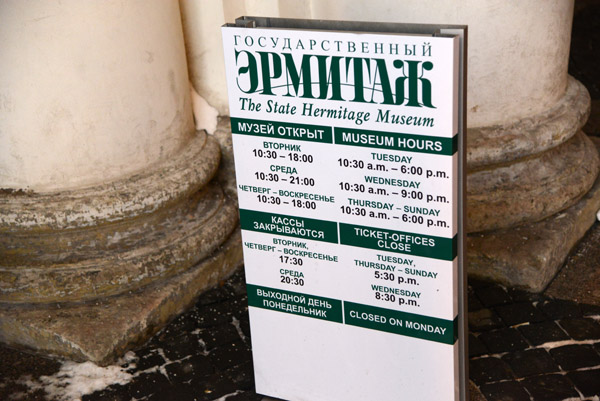 ГОСУДАРСТВЕННЫЙ
ЭРМИТАЖ
The State Hermitage Museum
МУЗЕЙ ОТКРЫТ
ВТОРНИК
10:30 – 18:00
СРЕДА
10:30 – 21:00
ЧЕТВЕРГ – ВОСКРЕСЕНЬЕ
10:30 – 18:00
MUSEUM HOURS
TUESDAY
10:30 a.m. – 6:00 p.m.
WEDNESDAY
10:30 a.m. – 9:00 p.m.
THURSDAY – SUNDAY
10:30 a.m. – 6:00 p.m.
КАССЫ
ЗАКРЫВАЮТСЯ
ВТОРНИК,
ЧЕТВЕРГ – ВОСКРЕСЕНЬЕ
17:30
СРЕДА
20:30
TICKET-OFFICES
CLOSE
TUESDAY,
THURSDAY – SUNDAY
5:30 p.m.
WEDNESDAY
8:30 p.m.
ВЫХОДНОЙ ДЕНЬ
ПОНЕДЕЛЬНИК
CLOSED ON MONDAY